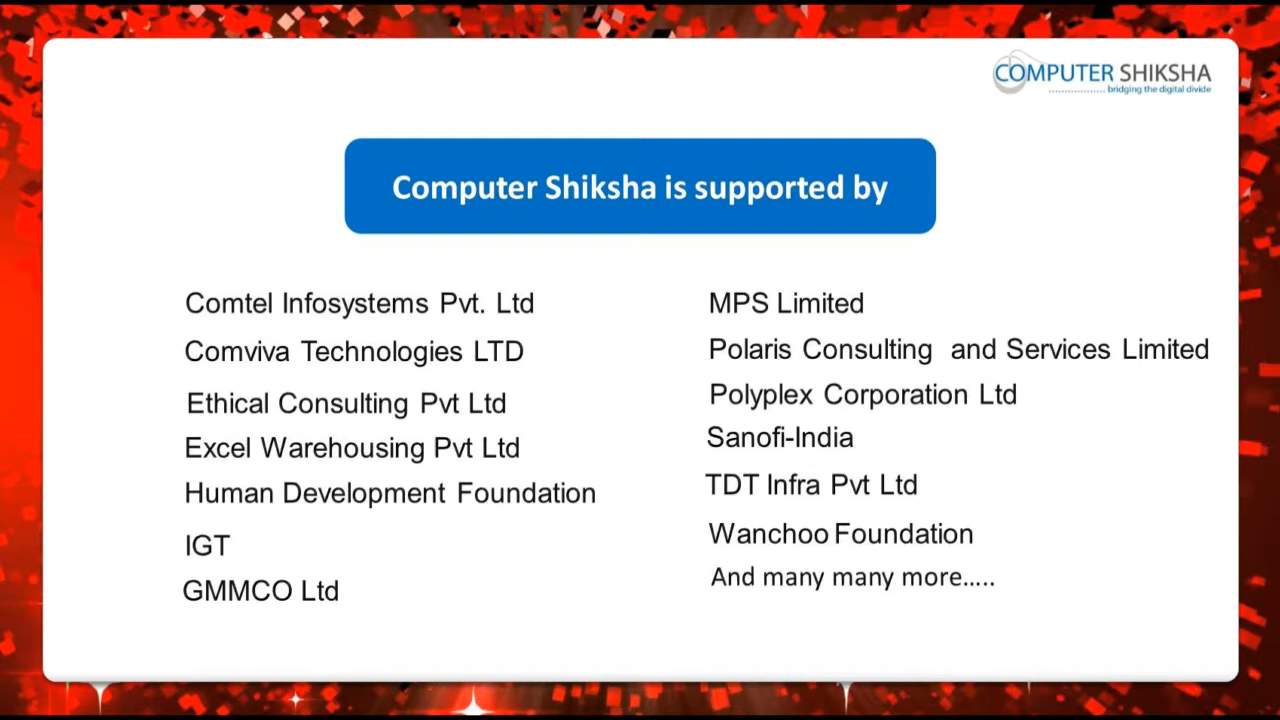 COMPUTER SHIKSHA
bridging the digital divide
Computer Shiksha is supported by
Comtel Infosystems Pvt. Ltd
Comviva Technologies LTD
Ethical Consulting Pvt Ltd
Excel Warehousing Pvt Ltd
Human Development Foundation
IGT
GMMCO Ltd
MPS Limited
Polaris Consulting and Services Limited
Polyplex Corporation Ltd
Sanofi-India
TDT Infra Pvt Ltd
Wanchoo Foundation
And many many more.....